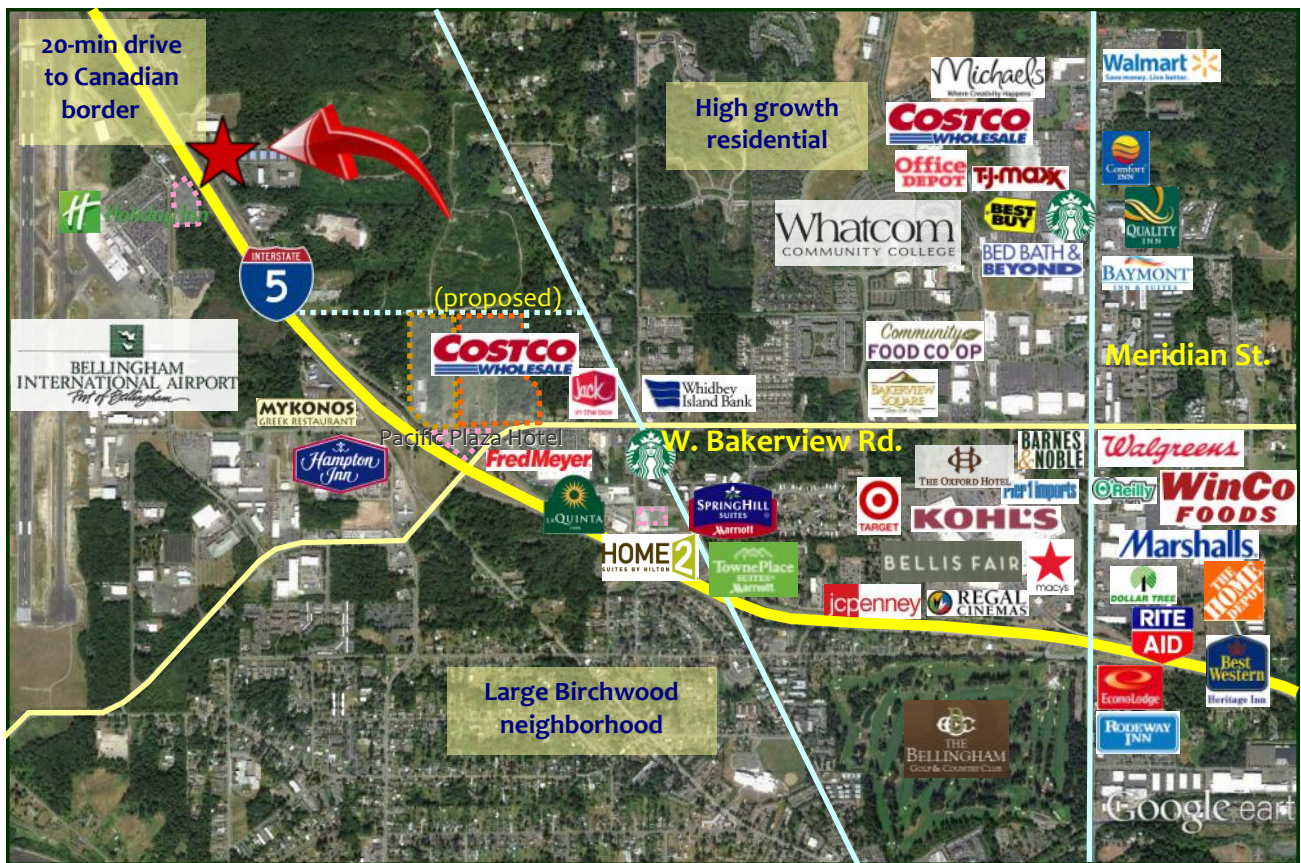 20-min drive
to Canadian
border
High growth
residential
Michaels
Where Creativity Happens
Walmart
Save money. Live better.
COSTCO
WHOLESALE
Office
DEPOT
T·J·maxx
Comfort
INN
Holiday Inn
Whatcom
COMMUNITY COLLEGE
BEST
BUY
QUALITY
INN
BED BATH &
BEYOND
BAYMONT
INN & SUITES
INTERSTATE
5
(proposed)
COSTCO
WHOLESALE
BELLINGHAM
INTERNATIONAL AIRPORT
Port of Bellingham
Community
FOOD CO·OP
Meridian St.
Jack
in the box
Whidbey
Island Bank
BAKERVIEW
SQUARE
MYKONOS
GREEK RESTAURANT
Pacific Plaza Hotel
W. Bakerview Rd.
Hampton
Inn
FredMeyer
BARNES
&NOBLE
Walgreens
THE OXFORD HOTEL
Pier 1 imports
O'Reilly
AUTO PARTS
WinCo
FOODS
LAQUINTA
INN
SPRINGHILL
SUITES
Marriott
TARGET
KOHL'S
HOME2
SUITES BY HILTON
TownePlace
SUITES
Marriott
BELLIS FAIR
macys
Marshalls
DOLLAR TREE
THE
HOME
DEPOT
jcpenney
REGAL
CINEMAS
RITE
AID
Best
Western
Heritage Inn
EconoLodge
RODEWAY
INN
Large Birchwood
neighborhood
THE
BELLINGHAM
GOLF & COUNTRY CLUB
Google eart